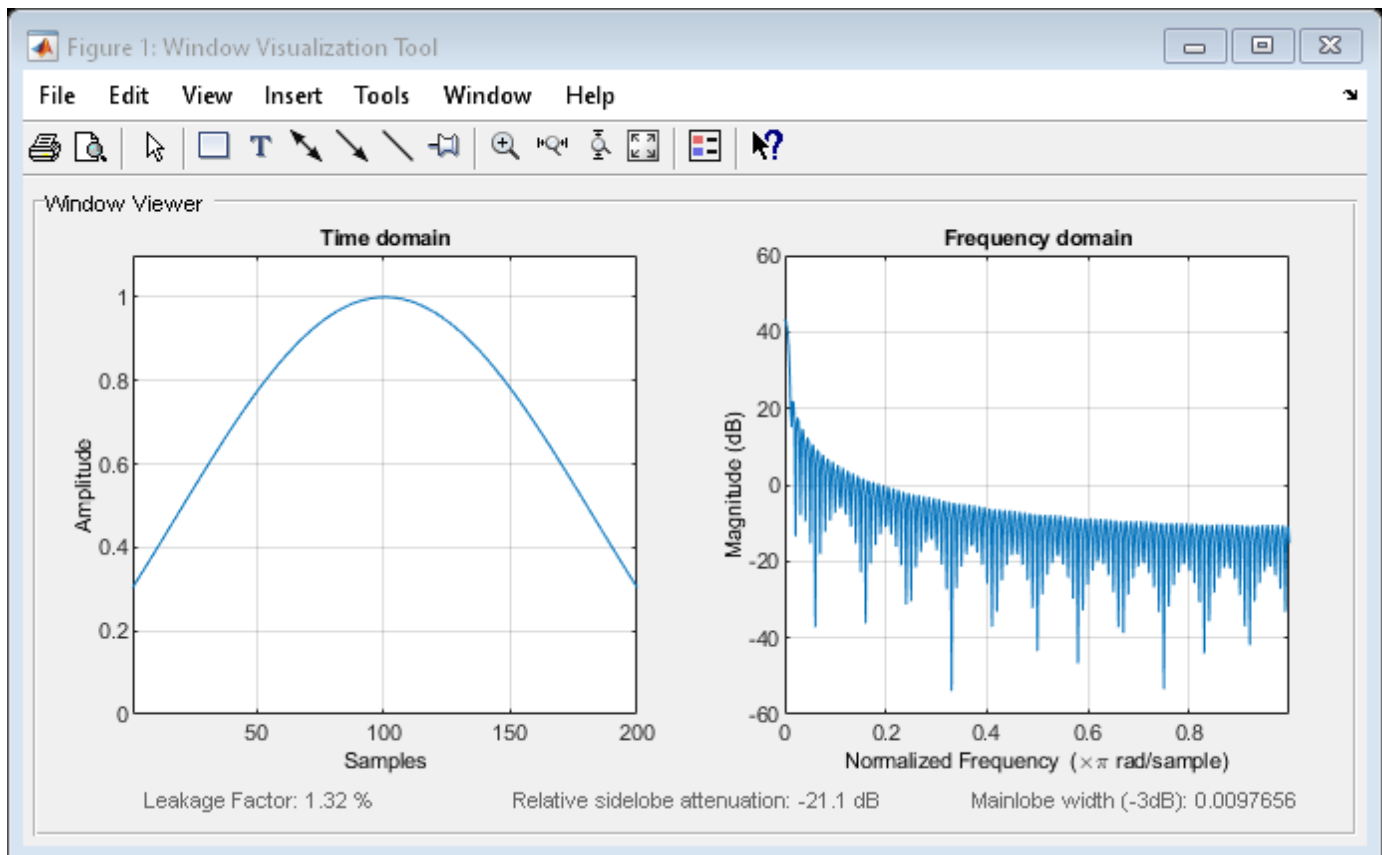 Figure 1: Window Visualization Tool
File Edit View Insert Tools Window Help
T
?
Window Viewer
Time domain
1
0.8
0.6
0.4
0.2
0
Amplitude
50 100 150 200
Samples
Frequency domain
60
40
20
0
-20
-40
-60
Magnitude (dB)
0 0.2 0.4 0.6 0.8
Normalized Frequency (×π rad/sample)
Leakage Factor: 1.32 % Relative sidelobe attenuation: -21.1 dB Mainlobe width (-3dB): 0.0097656